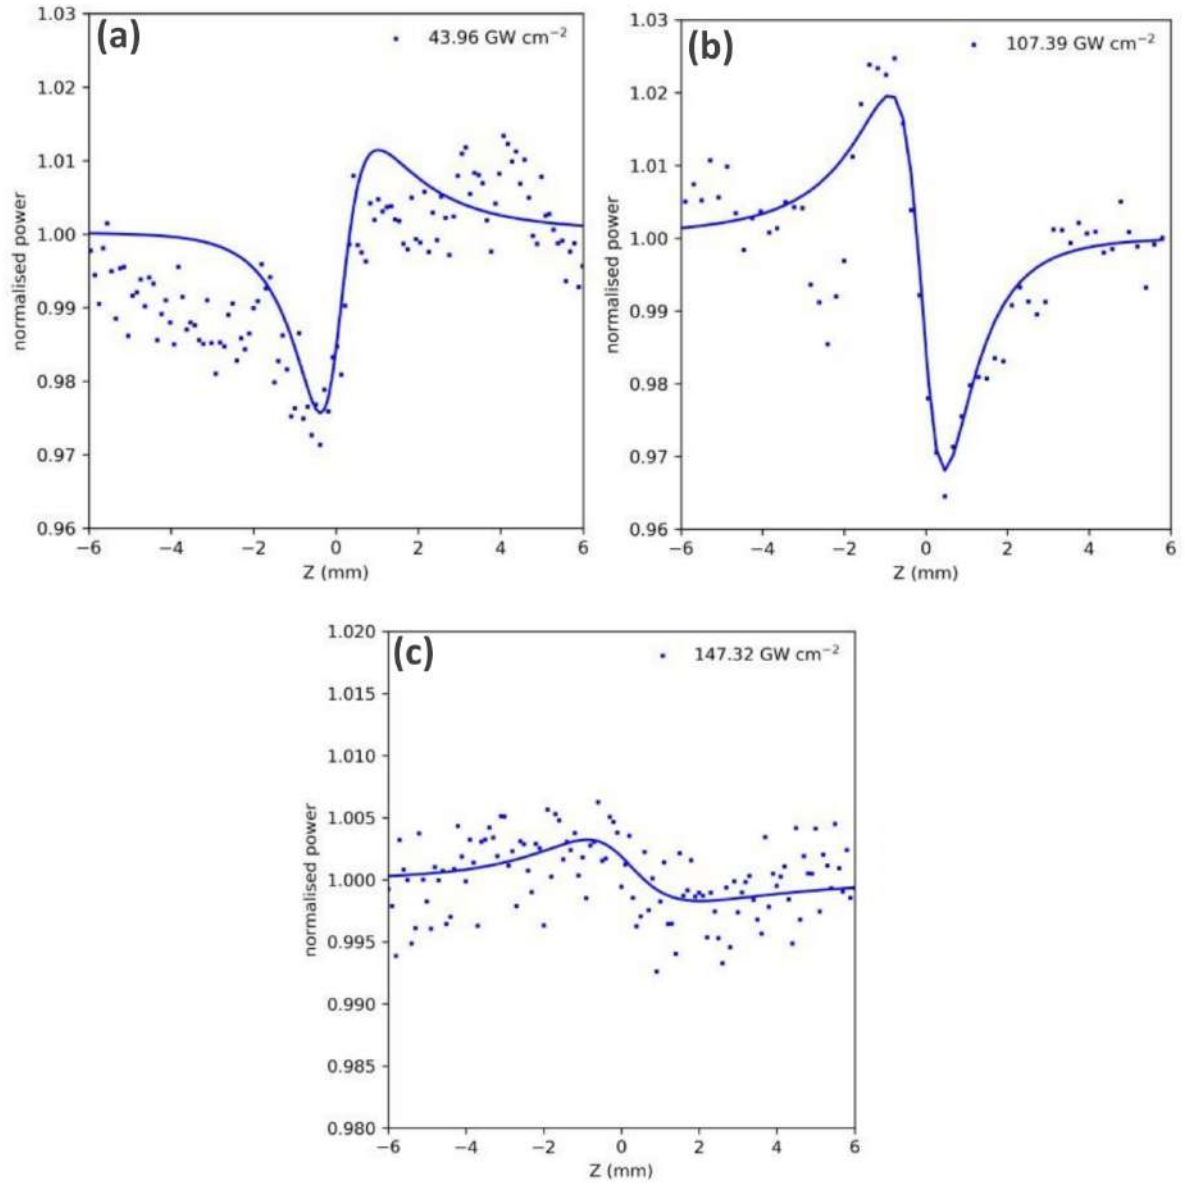 (a)
43.96 GW cm⁻²
1.03
1.02
1.01
1.00
0.99
0.98
0.97
0.96
normalised power
−6 −4 −2 0 2 4 6
Z (mm)
(b)
107.39 GW cm⁻²
1.03
1.02
1.01
1.00
0.99
0.98
0.97
0.96
normalised power
−6 −4 −2 0 2 4 6
Z (mm)
(c)
147.32 GW cm⁻²
1.020
1.015
1.010
1.005
1.000
0.995
0.990
0.985
0.980
normalised power
−6 −4 −2 0 2 4 6
Z (mm)